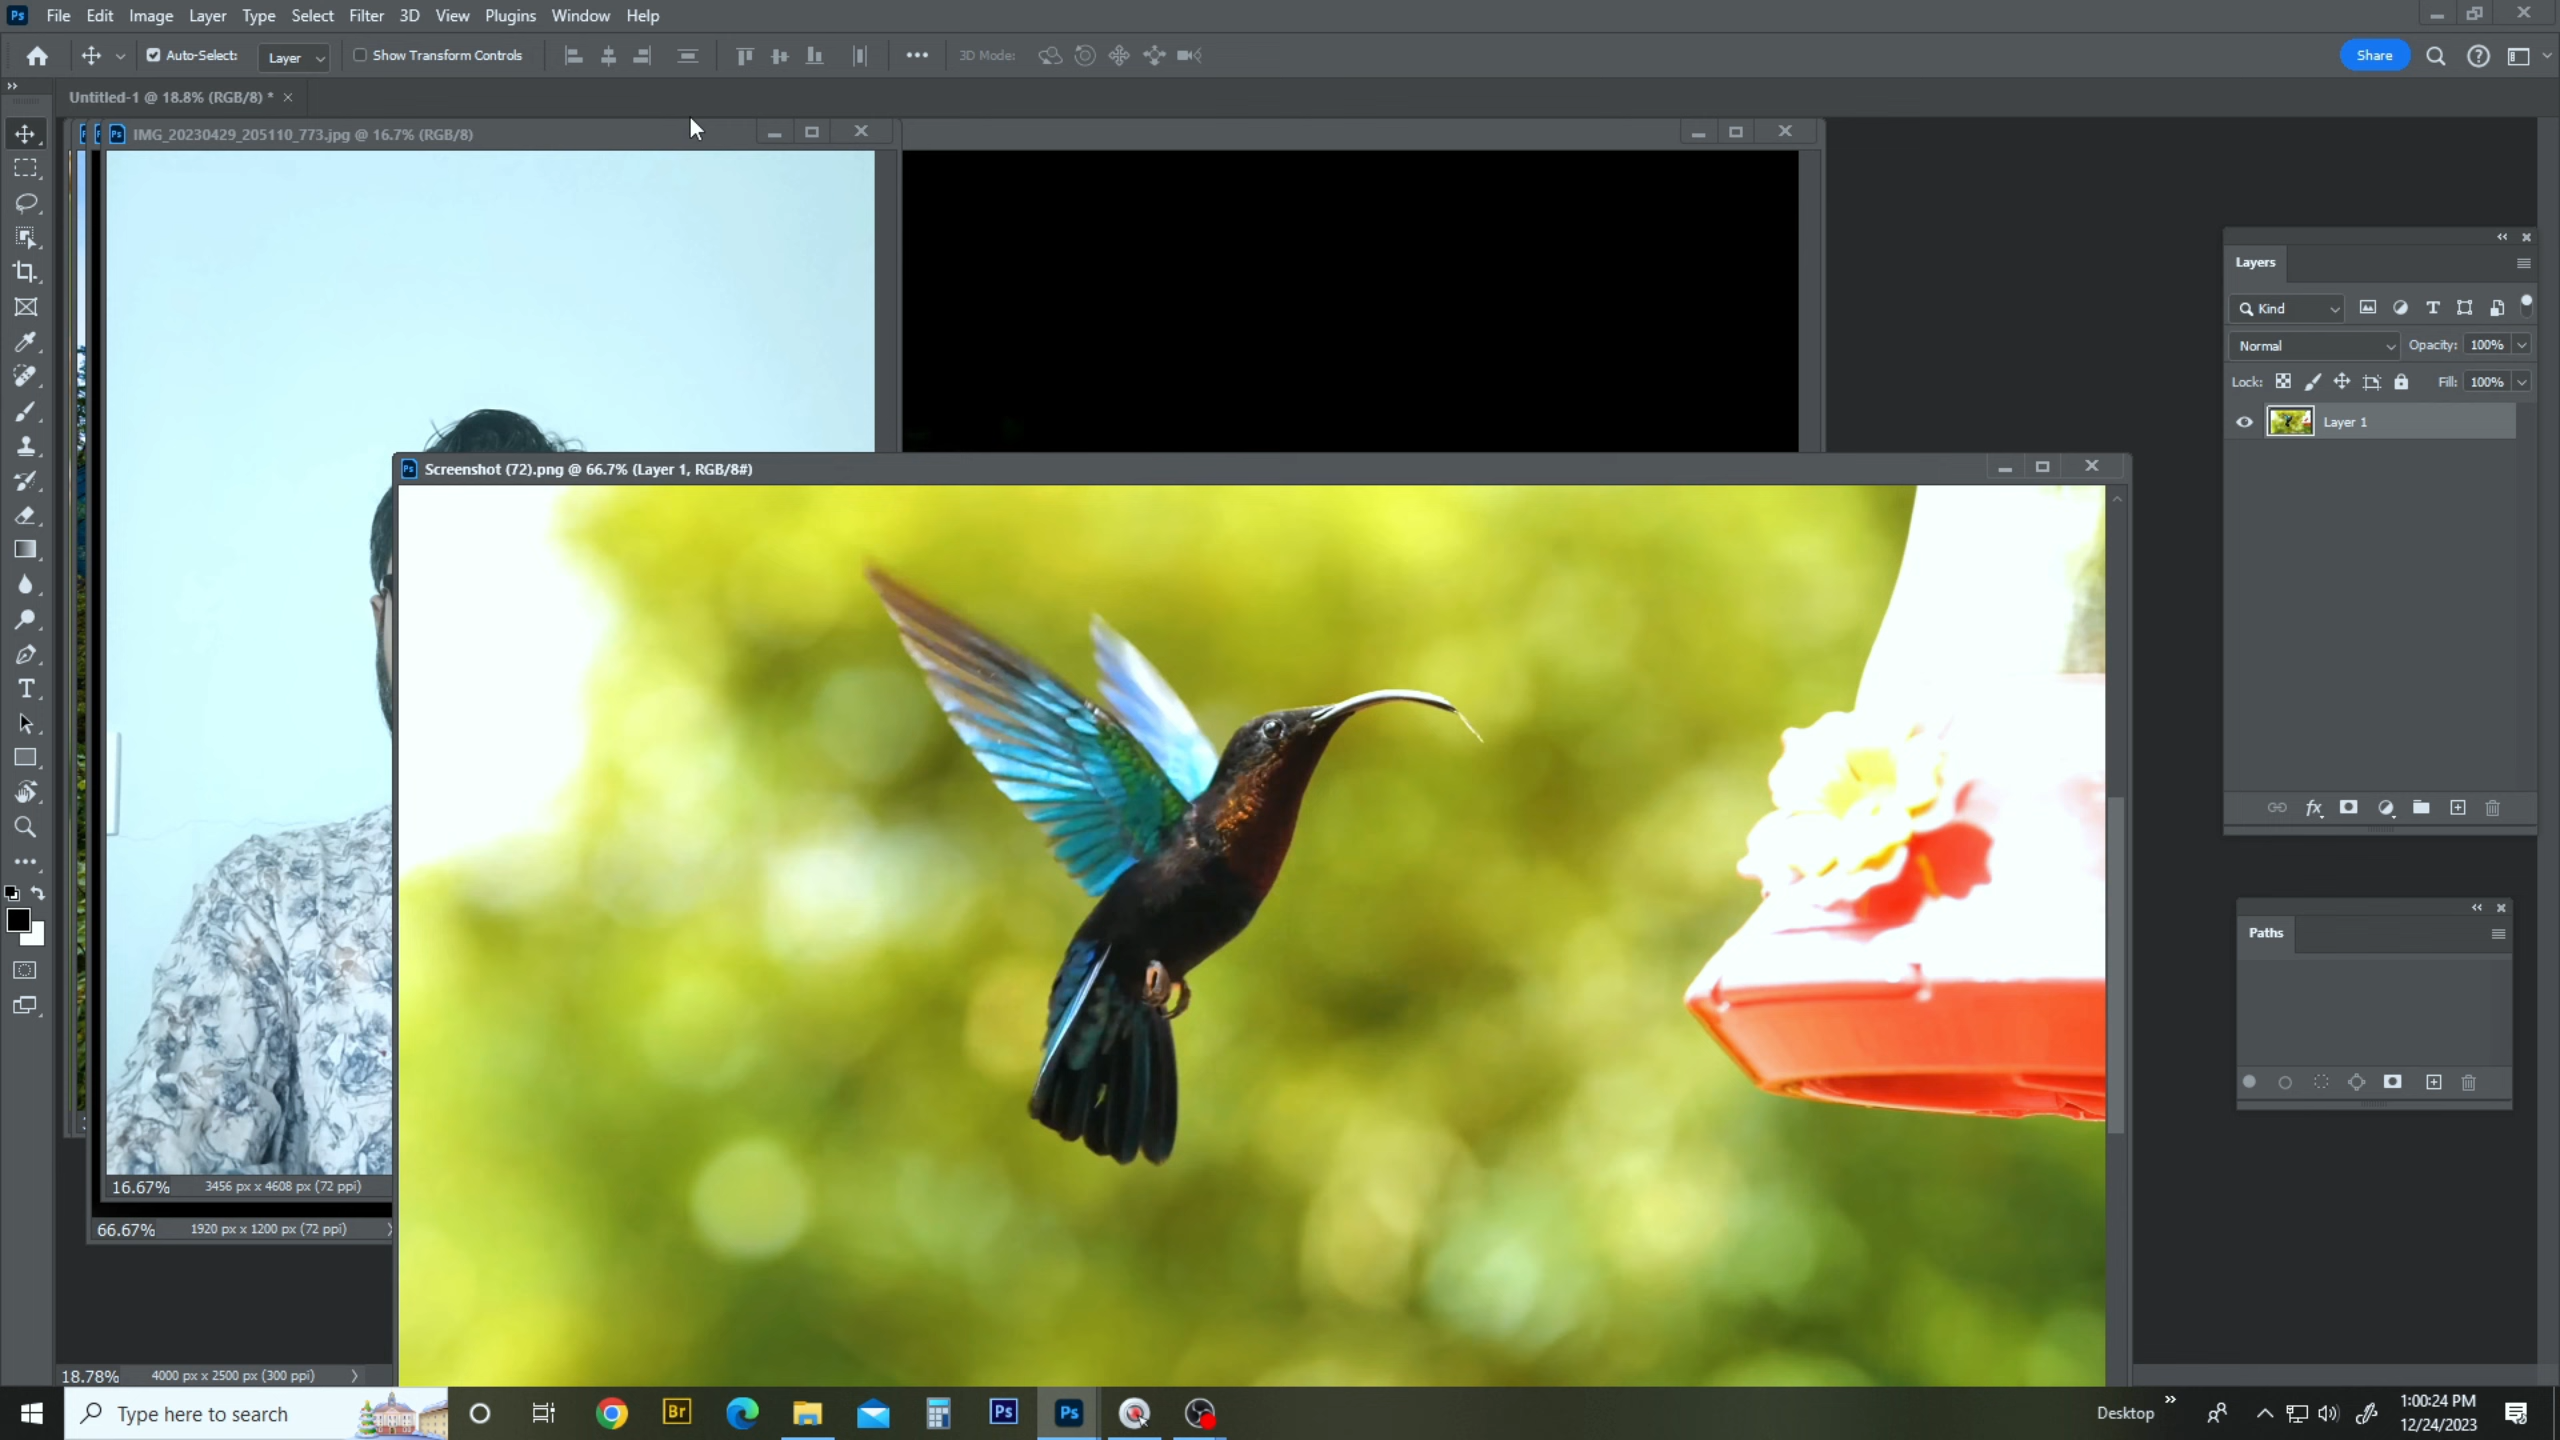 Ps File Edit Image Layer Type Select Filter 3D View Plugins Window Help
Auto-Select: Layer Show Transform Controls 3D Mode: Share
Untitled-1 @ 18.8% (RGB/8) *
IMG_20230429_205110_773.jpg @ 16.7% (RGB/8)
Layers
Kind
Normal Opacity: 100%
Lock: Fill: 100%
Layer 1
Screenshot (72).png @ 66.7% (Layer 1, RGB/8#)
Paths
16.67% 3456 px x 4608 px (72 ppi)
66.67% 1920 px x 1200 px (72 ppi)
18.78% 4000 px x 2500 px (300 ppi)
Type here to search Br Ps Ps Desktop 1:00:24 PM
12/24/2023